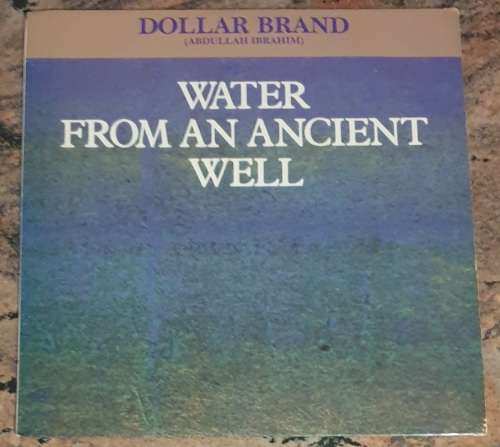 DOLLAR BRAND
(ABDULLAH IBRAHIM)
WATER
FROM AN ANCIENT
WELL